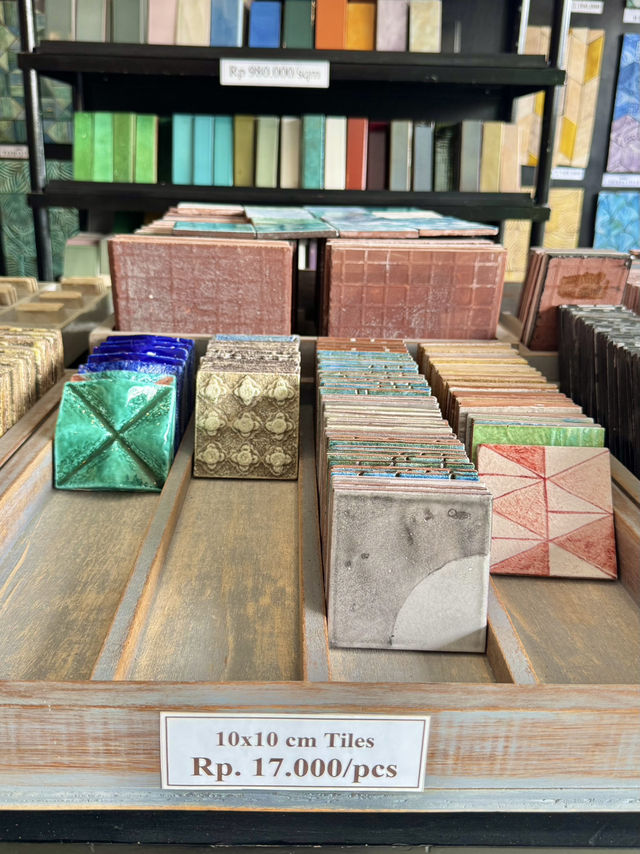 Rp 980.000/sqm
10x10 cm Tiles
Rp. 17.000/pcs